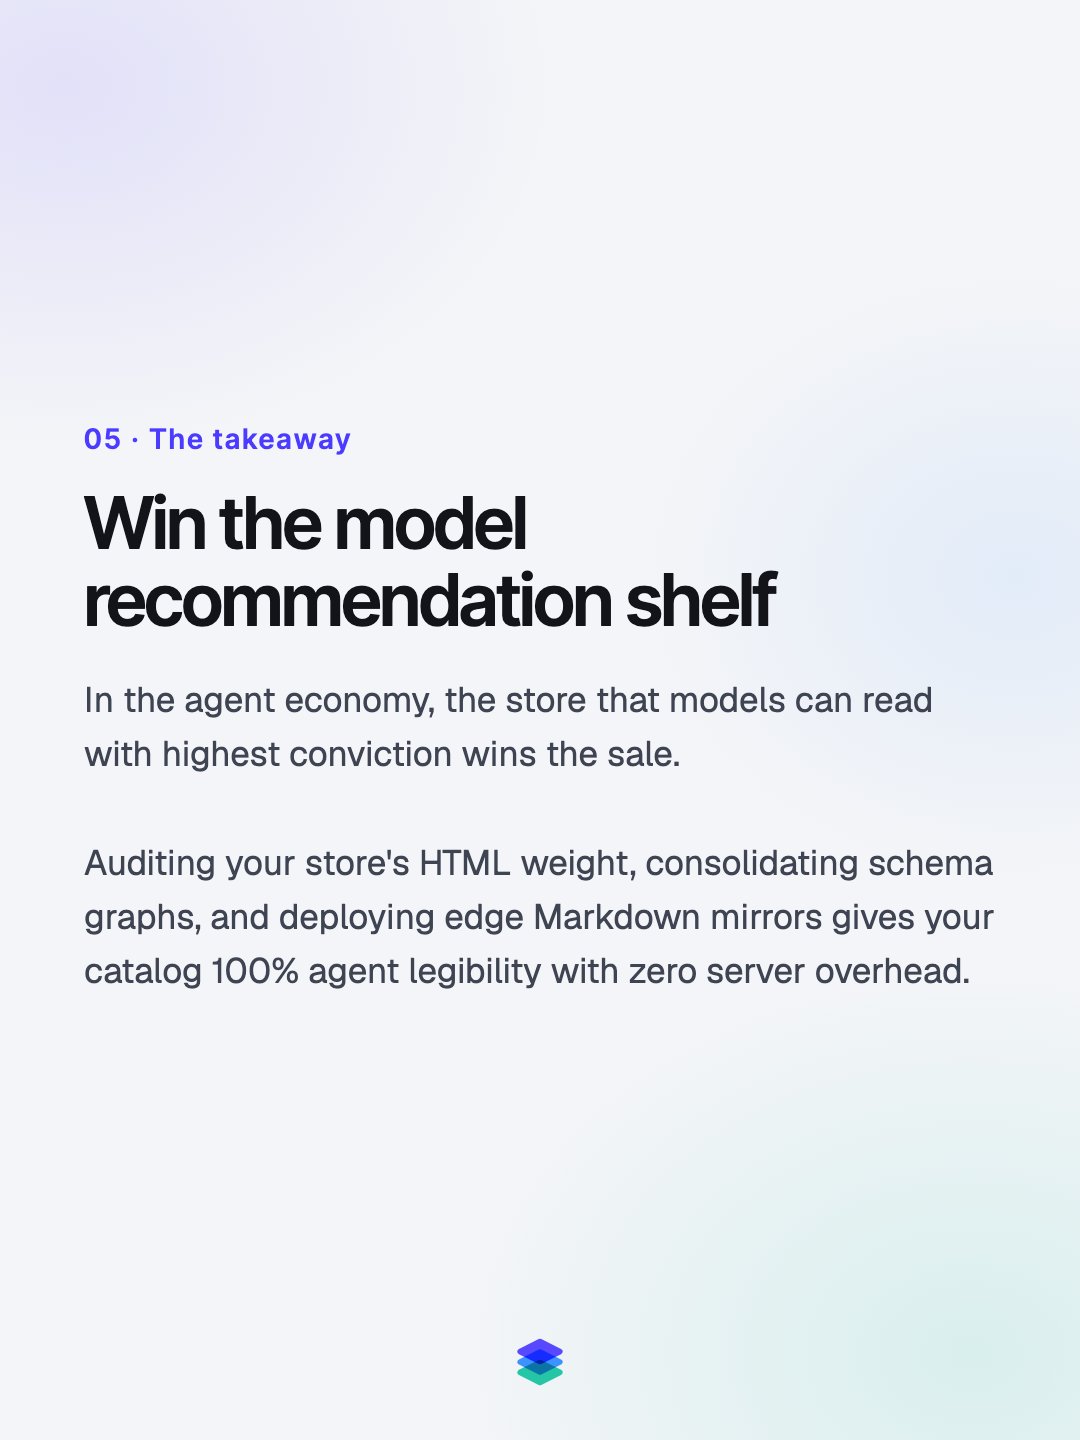 05 · The takeaway
Win the model
recommendation shelf
In the agent economy, the store that models can read
with highest conviction wins the sale.
Auditing your store's HTML weight, consolidating schema
graphs, and deploying edge Markdown mirrors gives your
catalog 100% agent legibility with zero server overhead.